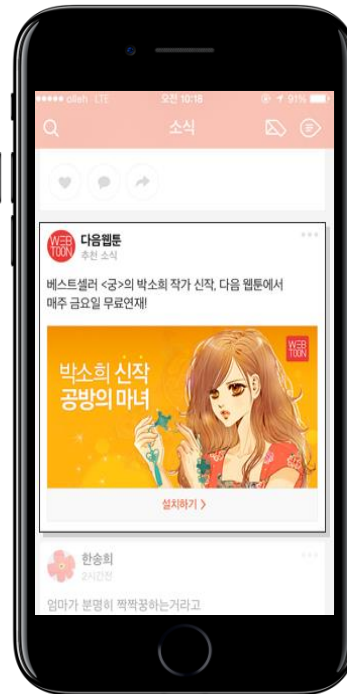 olleh LTE 오전 10:18 91%
소식
WEB
TOON
다음웹툰
추천 소식
베스트셀러 <궁>의 박소희 작가 신작, 다음 웹툰에서
매주 금요일 무료연재!
WEB
TOON
박소희 신작
공방의 마녀
설치하기 >
한송희
2시간전
엄마가 분명히 짝짝꿍하는거라고